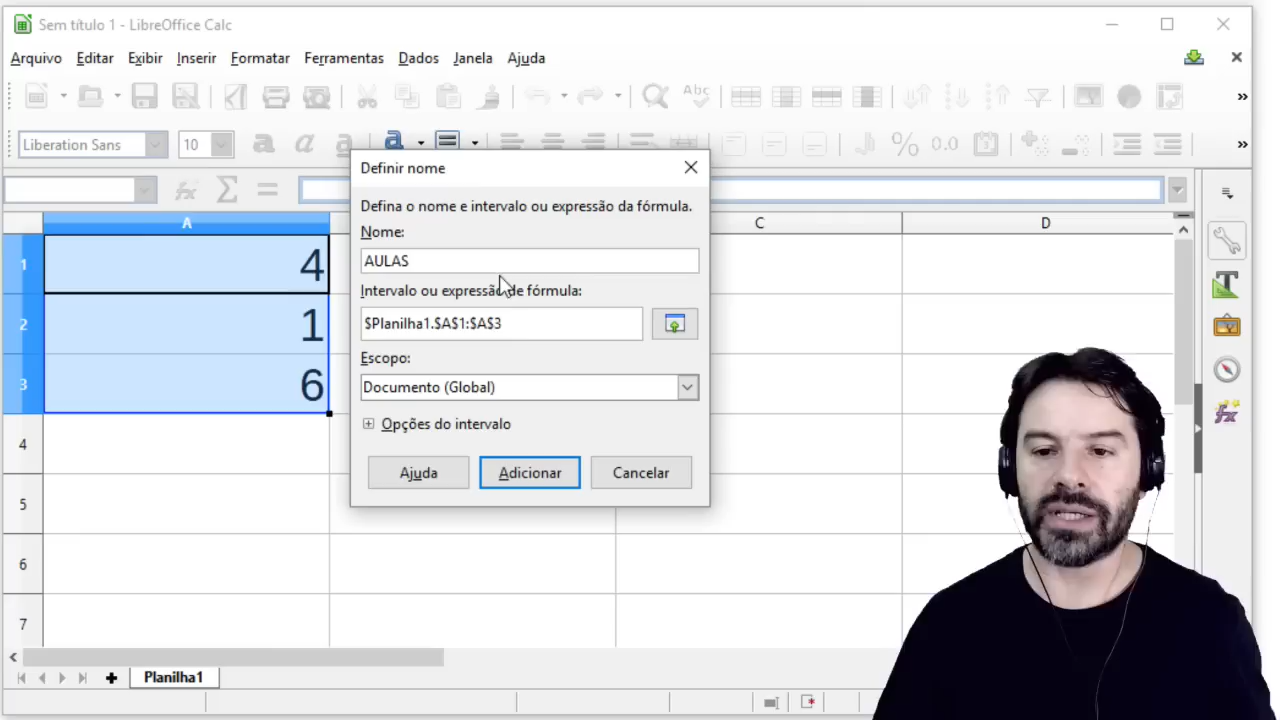 Sem título 1 - LibreOffice Calc
Arquivo Editar Exibir Inserir Formatar Ferramentas Dados Janela Ajuda
Abc
»
Liberation Sans 10 a a a a % 0.0 »
fx Σ =
A C D
1 4
2 1
3 6
4
5
6
7
Definir nome
Defina o nome e intervalo ou expressão da fórmula.
Nome:
AULAS
Intervalo ou expressão de fórmula:
$Planilha1.$A$1:$A$3
Escopo:
Documento (Global)
Opções do intervalo
Ajuda Adicionar Cancelar
T
fx
Planilha1